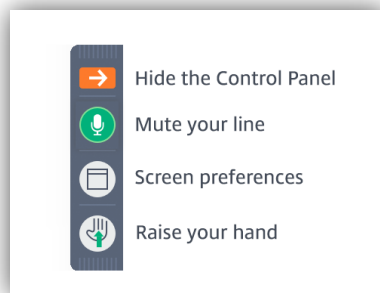 Hide the Control Panel
Mute your line
Screen preferences
Raise your hand